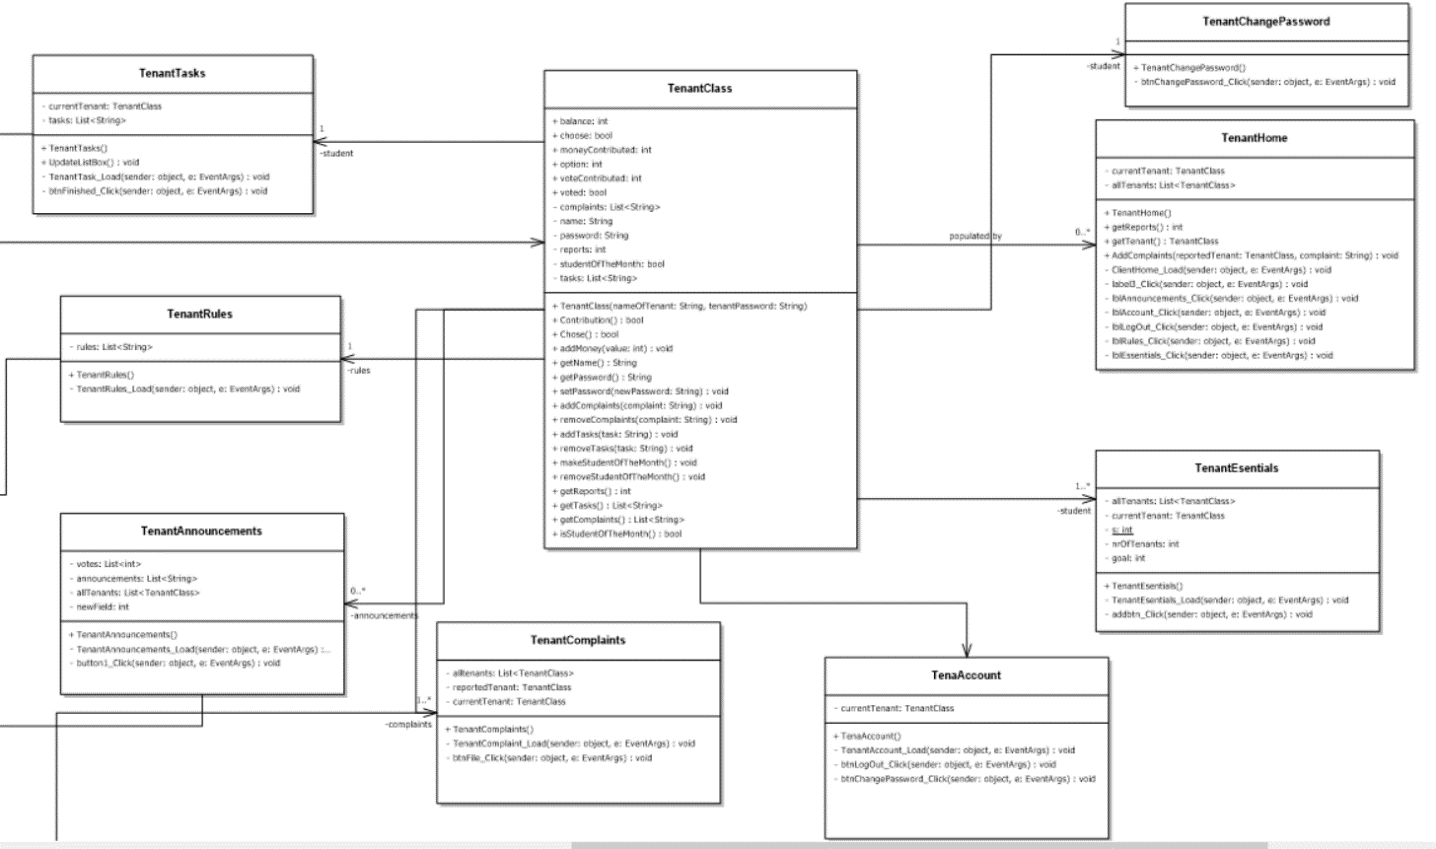 TenantChangePassword
1
-student
+ TenantChangePassword()
- btnChangePassword_Click(sender: object, e: EventArgs) : void
TenantTasks
- currentTenant: TenantClass
- tasks: List<String>
+ TenantTasks()
+ UpdateListBox() : void
- TenantTask_Load(sender: object, e: EventArgs) : void
- btnFinished_Click(sender: object, e: EventArgs) : void
1
-student
TenantClass
+ balance: int
+ choose: bool
+ moneyContributed: int
+ option: int
+ voteContributed: int
+ voted: bool
- complaints: List<String>
- name: String
- password: String
- reports: int
- studentOfTheMonth: bool
- tasks: List<String>
+ TenantClass(nameOfTenant: String, tenantPassword: String)
+ Contribution() : bool
+ Chose() : bool
+ addMoney(value: int) : void
+ getName() : String
+ getPassword() : String
+ setPassword(newPassword: String) : void
+ addComplaints(complaint: String) : void
+ removeComplaints(complaint: String) : void
+ addTasks(task: String) : void
+ removeTasks(task: String) : void
+ makeStudentOfTheMonth() : void
+ removeStudentOfTheMonth() : void
+ getReports() : int
+ getTasks() : List<String>
+ getComplaints() : List<String>
+ isStudentOfTheMonth() : bool
populated by
0..*
TenantHome
- currentTenant: TenantClass
- allTenants: List<TenantClass>
+ TenantHome()
+ getReports() : int
+ getTenant() : TenantClass
+ AddComplaints(reportedTenant: TenantClass, complaint: String) : void
- ClientHome_Load(sender: object, e: EventArgs) : void
- label3_Click(sender: object, e: EventArgs) : void
- lblAnnouncements_Click(sender: object, e: EventArgs) : void
- lblAccount_Click(sender: object, e: EventArgs) : void
- lblLogOut_Click(sender: object, e: EventArgs) : void
- lblRules_Click(sender: object, e: EventArgs) : void
- lblEssentials_Click(sender: object, e: EventArgs) : void
TenantRules
- rules: List<String>
+ TenantRules()
- TenantRules_Load(sender: object, e: EventArgs) : void
1
-rules
TenantEsentials
- allTenants: List<TenantClass>
- currentTenant: TenantClass
- s: int
- nrOfTenants: int
- goal: int
+ TenantEsentials()
- TenantEsentials_Load(sender: object, e: EventArgs) : void
- addbtn_Click(sender: object, e: EventArgs) : void
1..*
-student
TenantAnnouncements
- votes: List<int>
- announcements: List<String>
- allTenants: List<TenantClass>
- newField: int
+ TenantAnnouncements()
- TenantAnnouncements_Load(sender: object, e: EventArgs) :...
- button1_Click(sender: object, e: EventArgs) : void
0..*
-announcements
TenantComplaints
- alltenants: List<TenantClass>
- reportedTenant: TenantClass
- currentTenant: TenantClass
+ TenantComplaints()
- TenantComplaint_Load(sender: object, e: EventArgs) : void
- btnFile_Click(sender: object, e: EventArgs) : void
1..*
-complaints
TenaAccount
- currentTenant: TenantClass
+ TenaAccount()
- TenantAccount_Load(sender: object, e: EventArgs) : void
- btnLogOut_Click(sender: object, e: EventArgs) : void
- btnChangePassword_Click(sender: object, e: EventArgs) : void